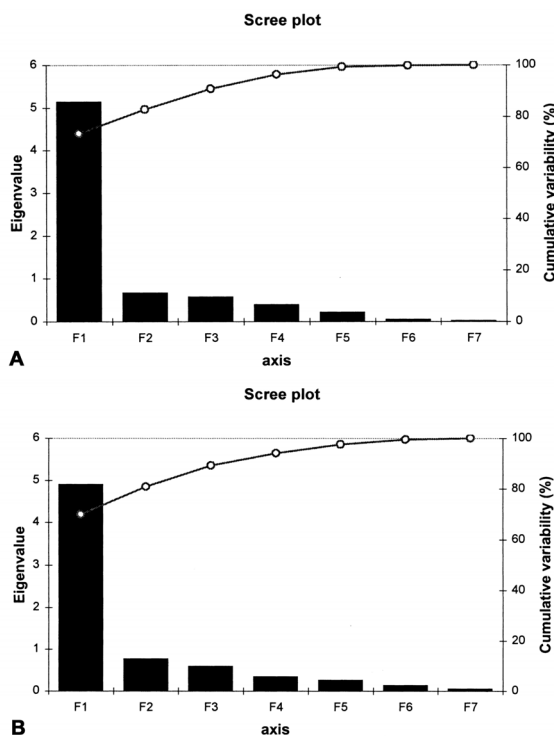 Scree plot
6
5
4
3
2
1
0
Eigenvalue
100
80
60
40
20
0
Cumulative variability (%)
F1 F2 F3 F4 F5 F6 F7
axis
A
Scree plot
6
5
4
3
2
1
0
Eigenvalue
100
80
60
40
20
0
Cumulative variability (%)
F1 F2 F3 F4 F5 F6 F7
axis
B